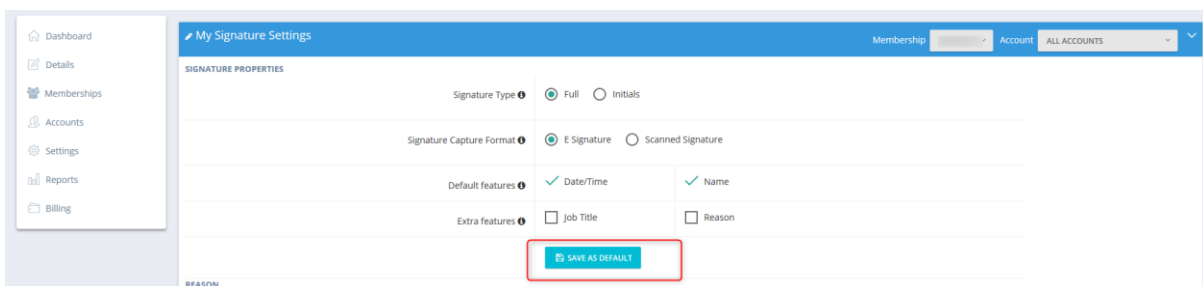 Dashboard
Details
Memberships
Accounts
Settings
Reports
Billing
My Signature Settings
Membership
Account ALL ACCOUNTS
SIGNATURE PROPERTIES
Signature Type Full Initials
Signature Capture Format E Signature Scanned Signature
Default features Date/Time Name
Extra features Job Title Reason
SAVE AS DEFAULT
REASON